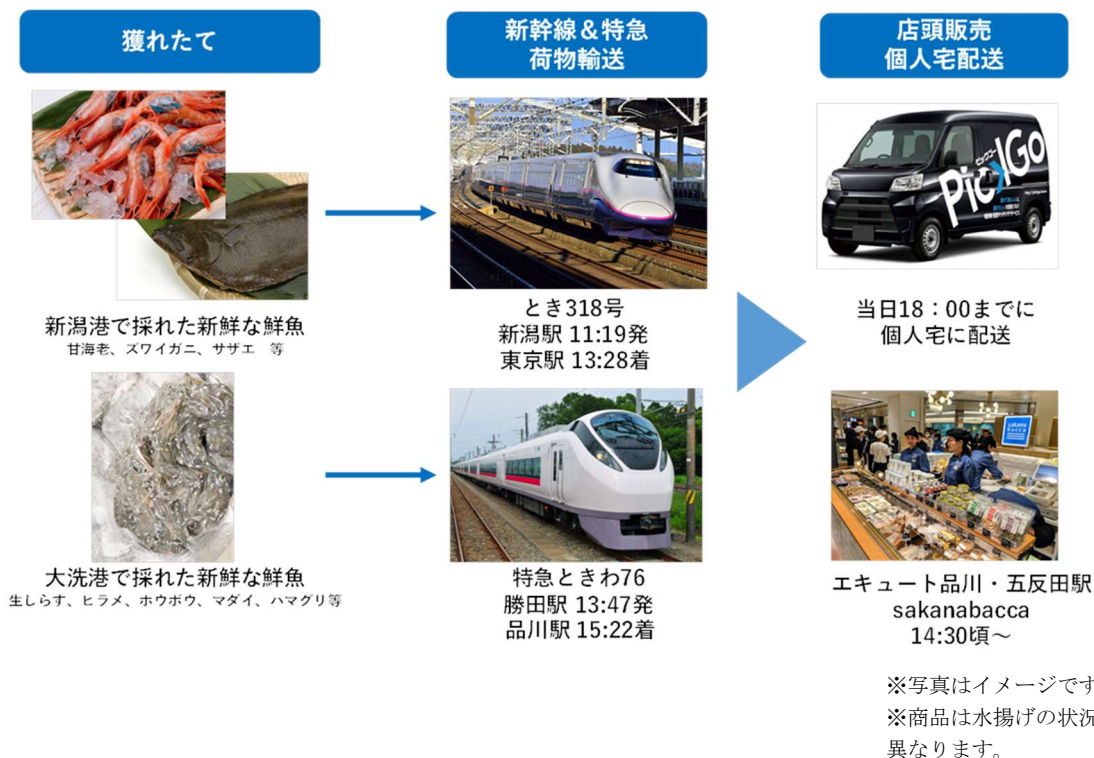 獲れたて
新幹線＆特急
荷物輸送
店頭販売
個人宅配送
新潟港で採れた新鮮な鮮魚
甘海老、ズワイガニ、サザエ　等
とき318号
新潟駅 11:19発
東京駅 13:28着
ピックゴー
PickGo
当日18：00までに
個人宅に配送
大洗港で採れた新鮮な鮮魚
生しらす、ヒラメ、ホウボウ、マダイ、ハマグリ等
特急ときわ76
勝田駅 13:47発
品川駅 15:22着
sakana
bacca
エキュート品川・五反田駅
sakanabacca
14:30頃～
※写真はイメージです
※商品は水揚げの状況
異なります。